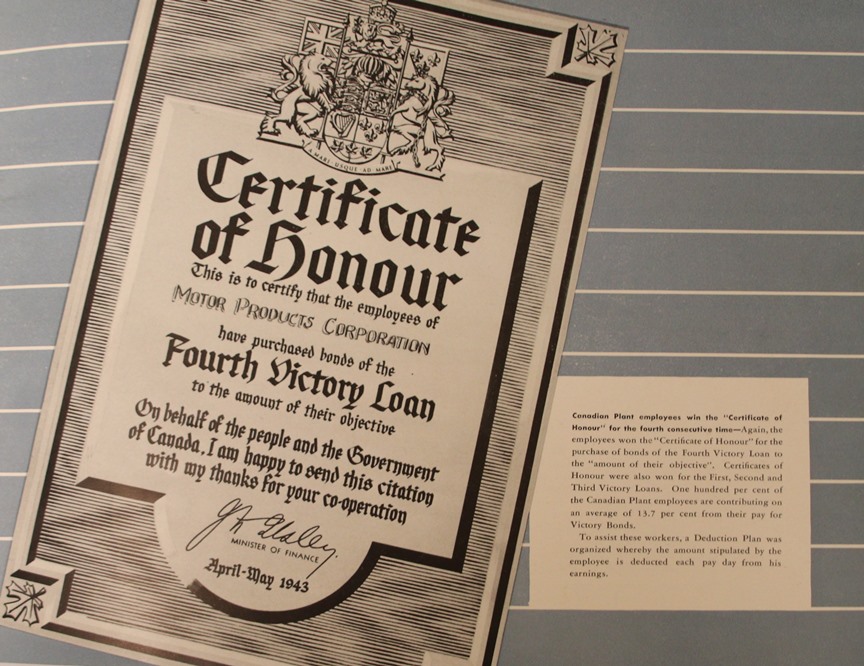 A MARI USQUE AD MARE
Certificate
of Honour
This is to certify that the employees of
MOTOR PRODUCTS CORPORATION
have purchased bonds of the
Fourth Victory Loan
to the amount of their objective
On behalf of the people and the Government
of Canada, I am happy to send this citation
with my thanks for your co-operation
J L Ilsley.
MINISTER OF FINANCE
April-May 1943
Canadian Plant employees win the "Certificate of
Honour" for the fourth consecutive time—Again, the
employees won the "Certificate of Honour" for the
purchase of bonds of the Fourth Victory Loan to
the "amount of their objective". Certificates of
Honour were also won for the First, Second and
Third Victory Loans. One hundred per cent of
the Canadian Plant employees are contributing on
an average of 13.7 per cent from their pay for
Victory Bonds.
To assist these workers, a Deduction Plan was
organized whereby the amount stipulated by the
employee is deducted each pay day from his
earnings.